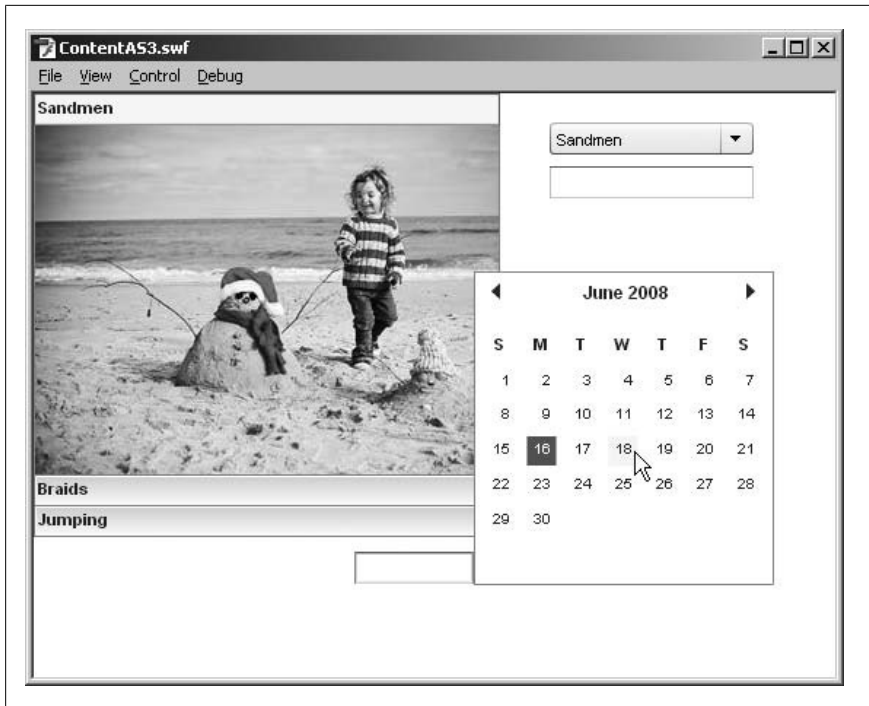 ContentAS3.swf
File View Control Debug
Sandmen
Sandmen
June 2008
S M T W T F S
1 2 3 4 5 6 7
8 9 10 11 12 13 14
15 16 17 18 19 20 21
22 23 24 25 26 27 28
29 30
Braids
Jumping